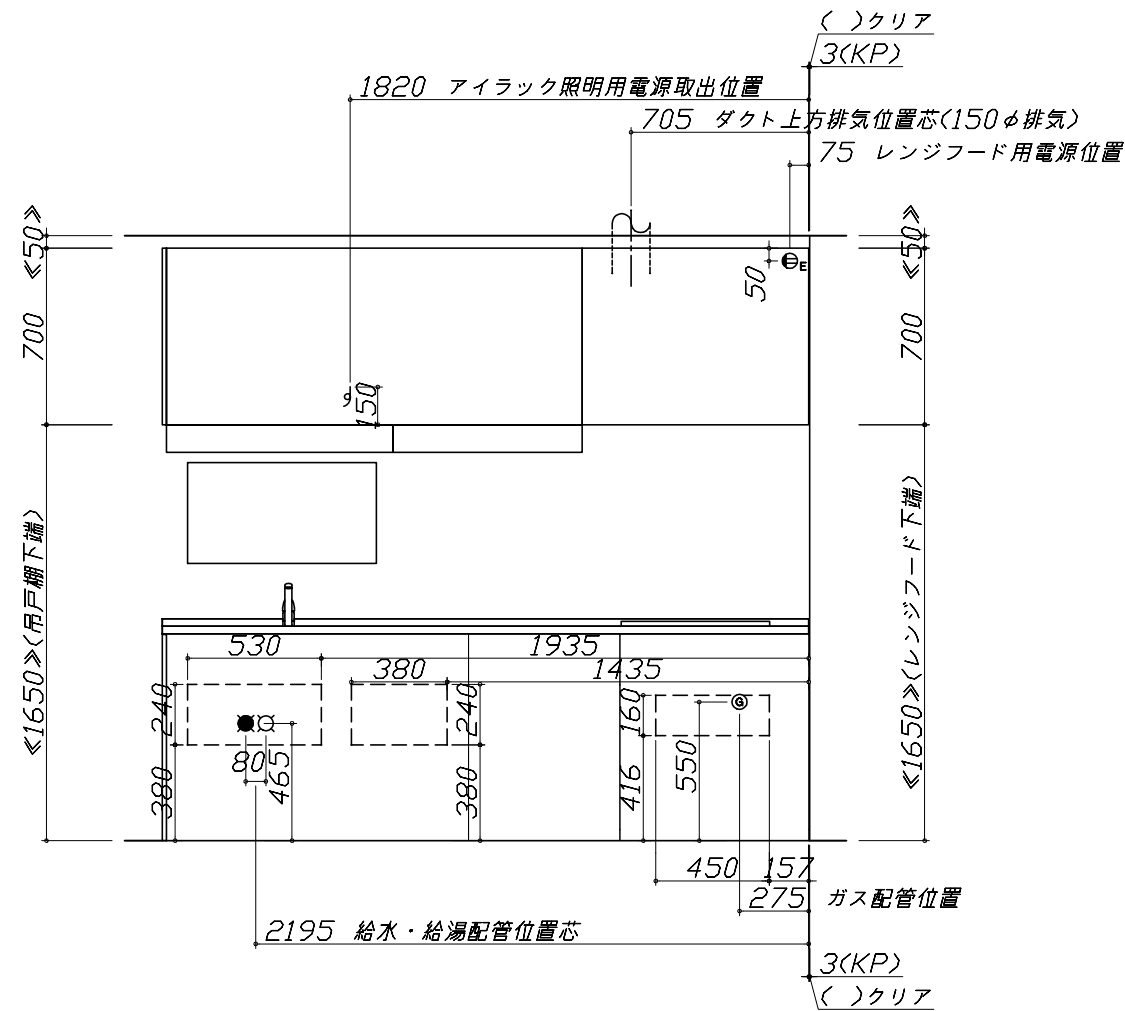 ( )クリア
3(KP)
1820 アイラック照明用電源取出位置
705 ダクト上方排気位置芯(150φ排気)
75 レンジフード用電源位置
≪50≫
≪50≫
E
50
700
700
150
≪1650≫(吊戸棚下端)
≪1650≫(レンジフード下端)
530
1935
380
1435
240
240
160
G
80
465
550
380
380
416
450
157
275 ガス配管位置
2195 給水・給湯配管位置芯
3(KP)
( )クリア